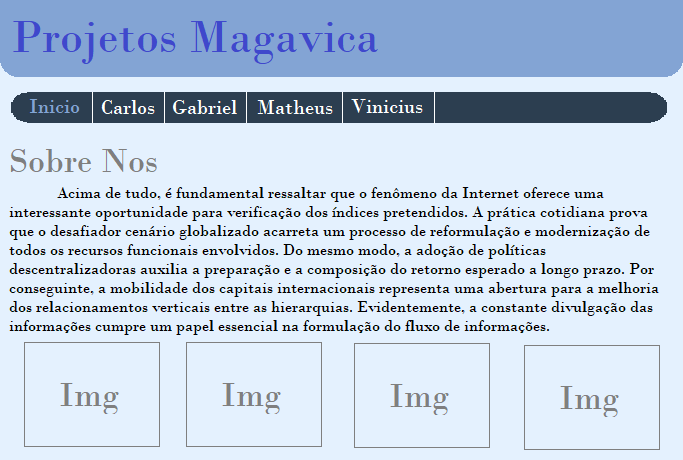 Projetos Magavica
Inicio Carlos Gabriel Matheus Vinicius
Sobre Nos
Acima de tudo, é fundamental ressaltar que o fenômeno da Internet oferece uma
interessante oportunidade para verificação dos índices pretendidos. A prática cotidiana prova
que o desafiador cenário globalizado acarreta um processo de reformulação e modernização de
todos os recursos funcionais envolvidos. Do mesmo modo, a adoção de políticas
descentralizadoras auxilia a preparação e a composição do retorno esperado a longo prazo. Por
conseguinte, a mobilidade dos capitais internacionais representa uma abertura para a melhoria
dos relacionamentos verticais entre as hierarquias. Evidentemente, a constante divulgação das
informações cumpre um papel essencial na formulação do fluxo de informações.
Img Img Img Img